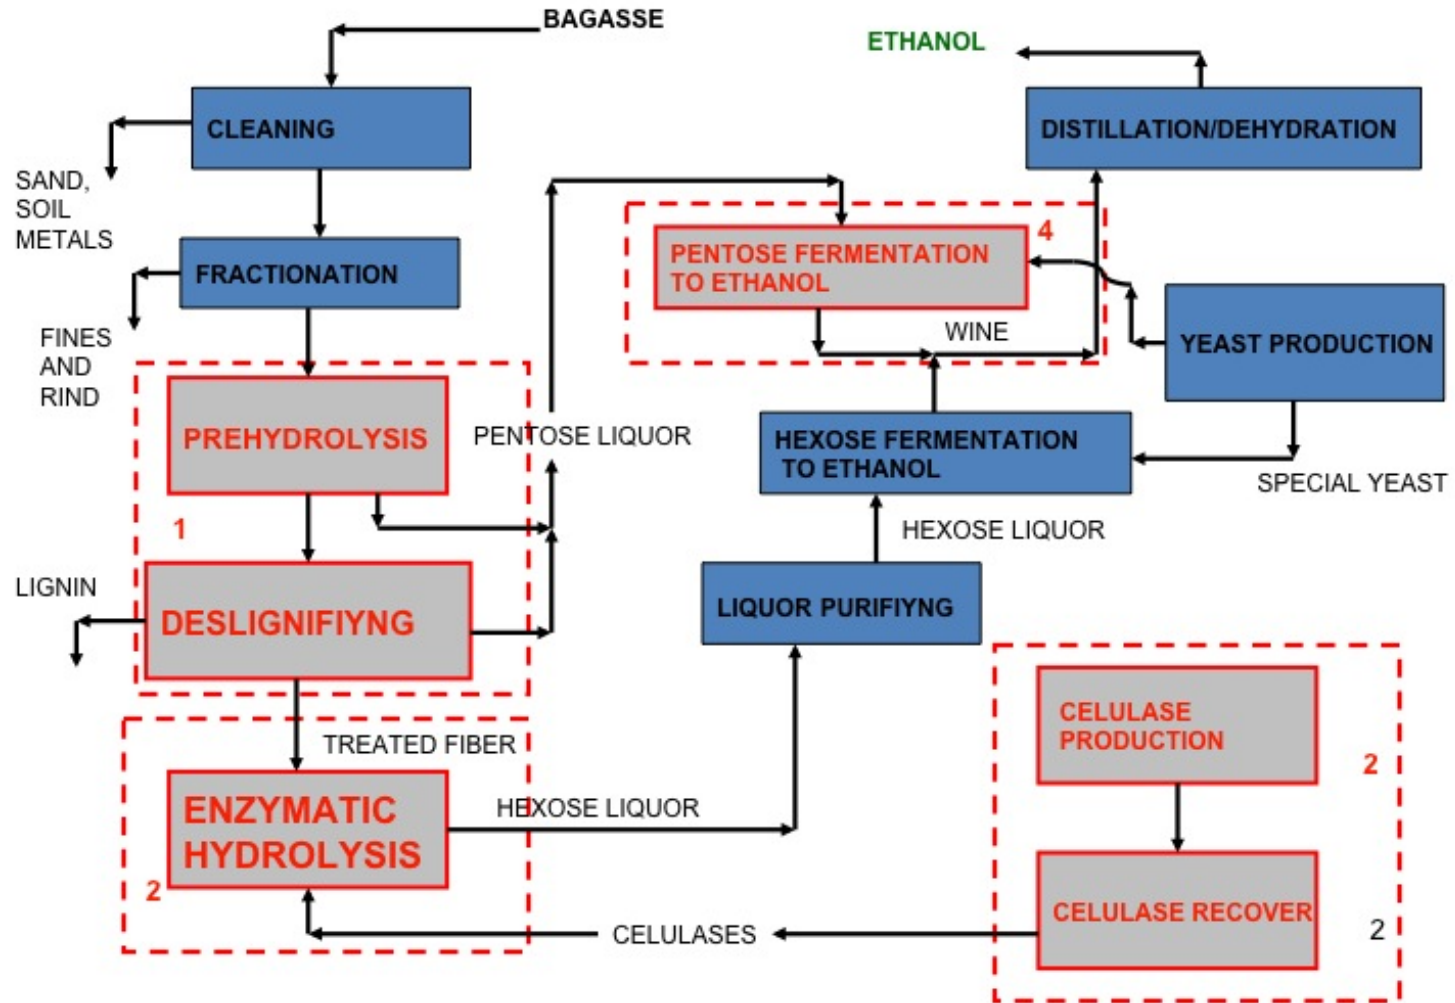 BAGASSE
ETHANOL
CLEANING
DISTILLATION/DEHYDRATION
SAND,
SOIL
METALS
PENTOSE FERMENTATION
TO ETHANOL
4
FRACTIONATION
FINES
AND
RIND
WINE
YEAST PRODUCTION
PREHYDROLYSIS
PENTOSE LIQUOR
HEXOSE FERMENTATION
TO ETHANOL
SPECIAL YEAST
1
HEXOSE LIQUOR
LIGNIN
DESLIGNIFIYNG
LIQUOR PURIFIYNG
CELULASE
PRODUCTION
2
TREATED FIBER
ENZYMATIC
HYDROLYSIS
HEXOSE LIQUOR
2
CELULASES
CELULASE RECOVER
2